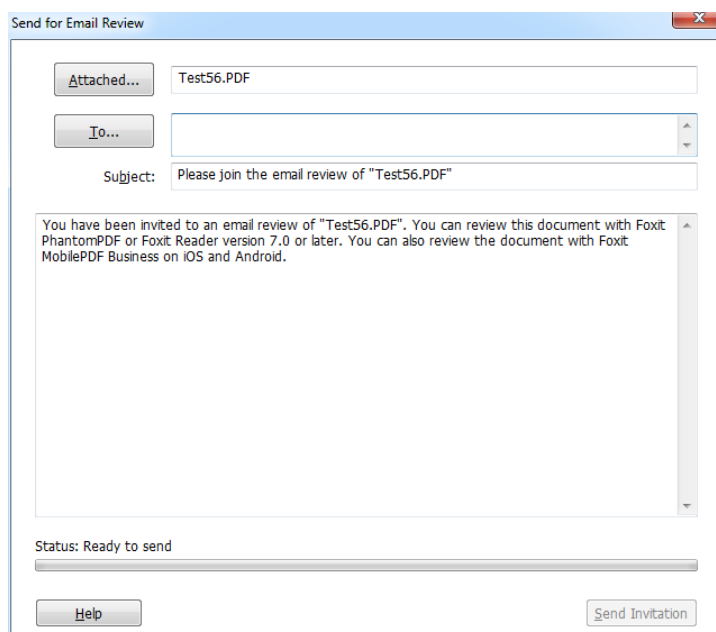 Send for Email Review
Attached...
Test56.PDF
To...
Subject:
Please join the email review of "Test56.PDF"
You have been invited to an email review of "Test56.PDF". You can review this document with Foxit
PhantomPDF or Foxit Reader version 7.0 or later. You can also review the document with Foxit
MobilePDF Business on iOS and Android.
Status: Ready to send
Help
Send Invitation